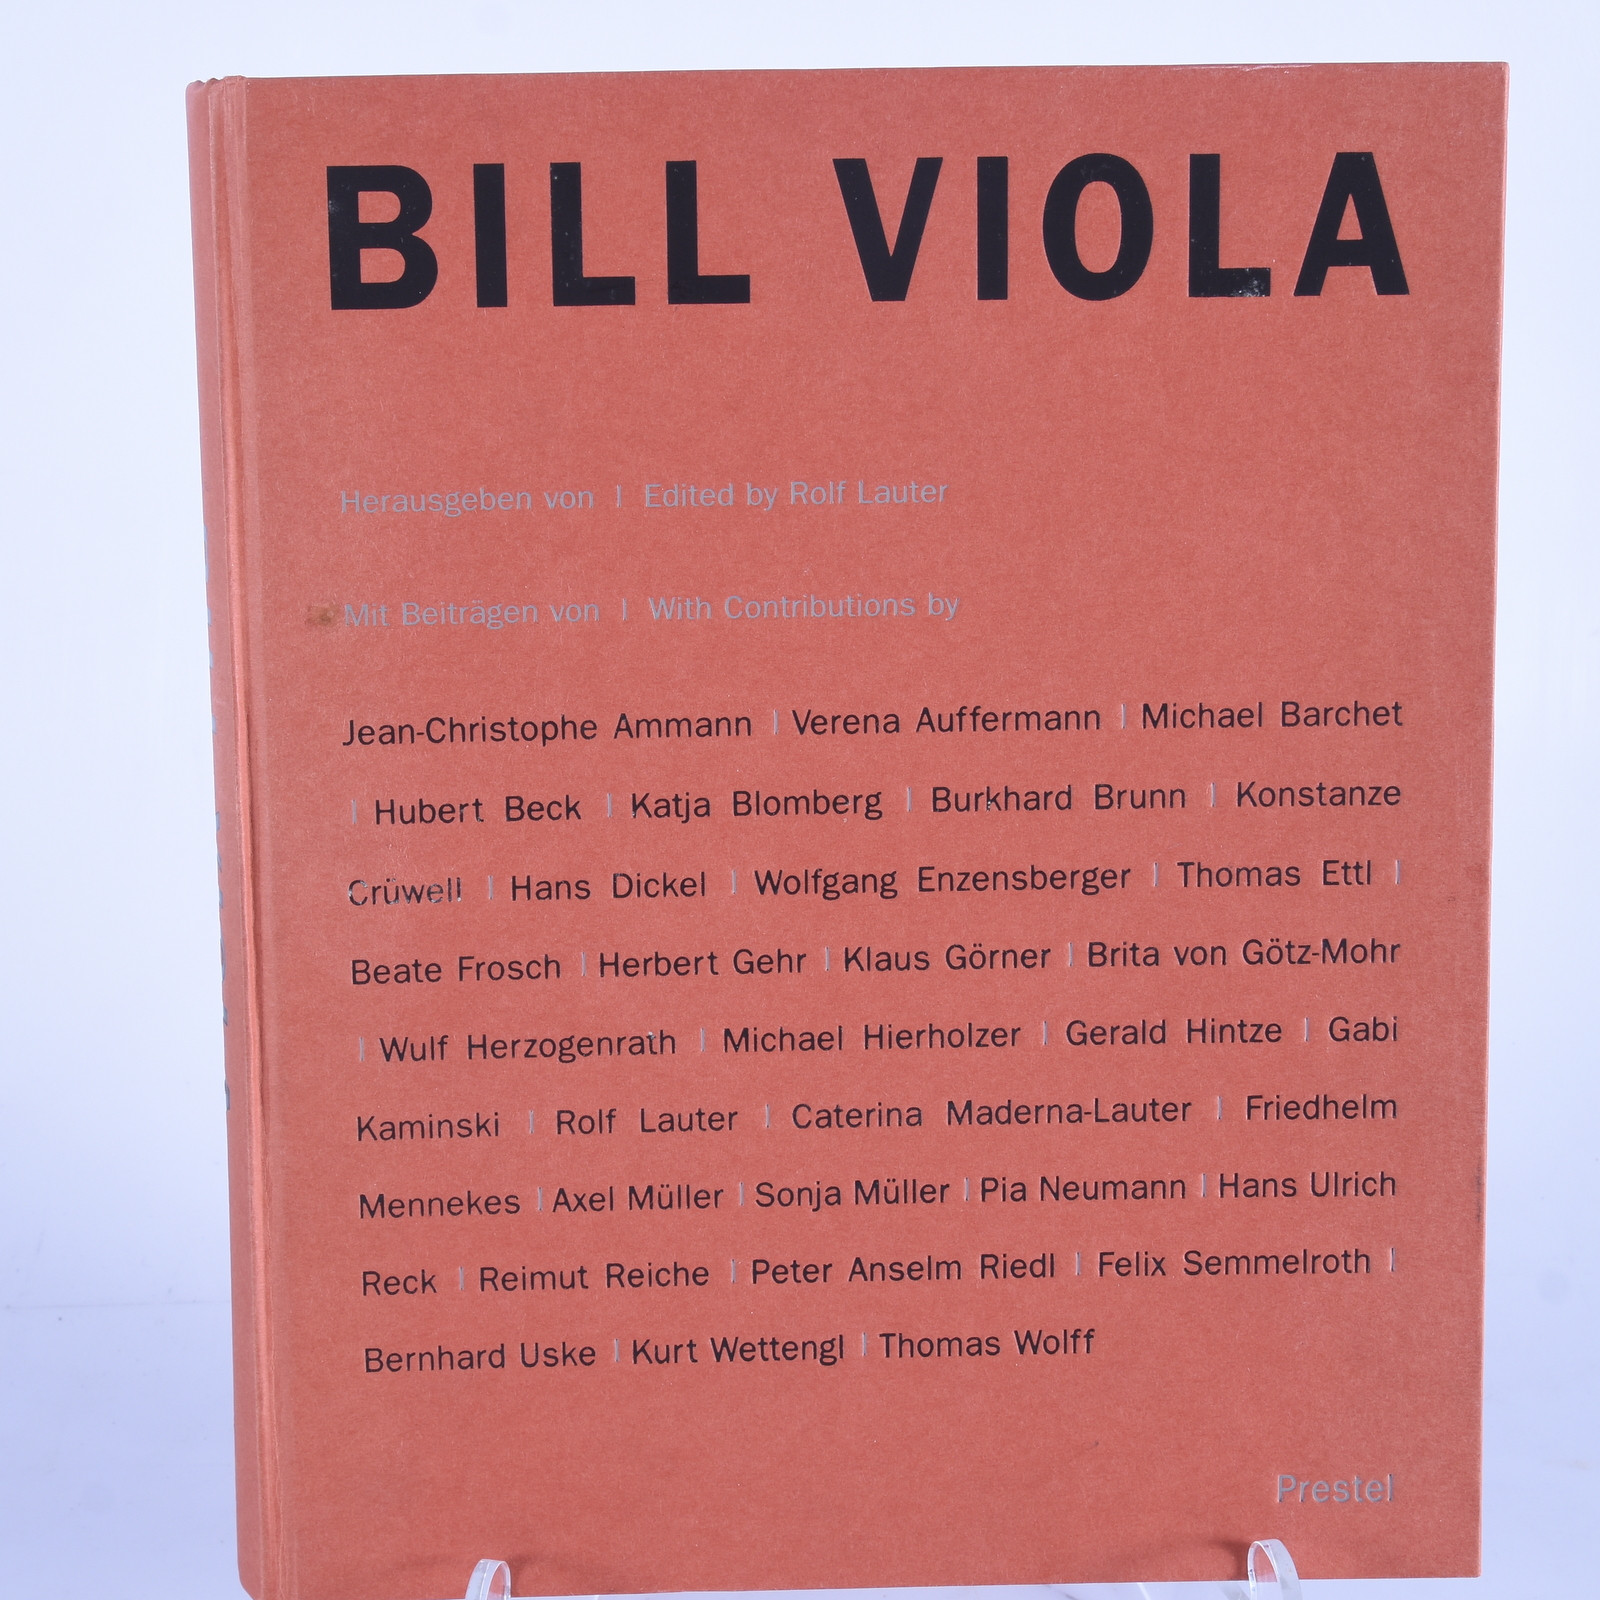 BILL VIOLA
Herausgeben von | Edited by Rolf Lauter
Mit Beiträgen von | With Contributions by
Jean-Christophe Ammann | Verena Auffermann | Michael Barchet
| Hubert Beck | Katja Blomberg | Burkhard Brunn | Konstanze
Crüwell | Hans Dickel | Wolfgang Enzensberger | Thomas Ettl |
Beate Frosch | Herbert Gehr | Klaus Görner | Brita von Götz-Mohr
| Wulf Herzogenrath | Michael Hierholzer | Gerald Hintze | Gabi
Kaminski | Rolf Lauter | Caterina Maderna-Lauter | Friedhelm
Mennekes | Axel Müller | Sonja Müller | Pia Neumann | Hans Ulrich
Reck | Reimut Reiche | Peter Anselm Riedl | Felix Semmelroth |
Bernhard Uske | Kurt Wettengl | Thomas Wolff
Prestel